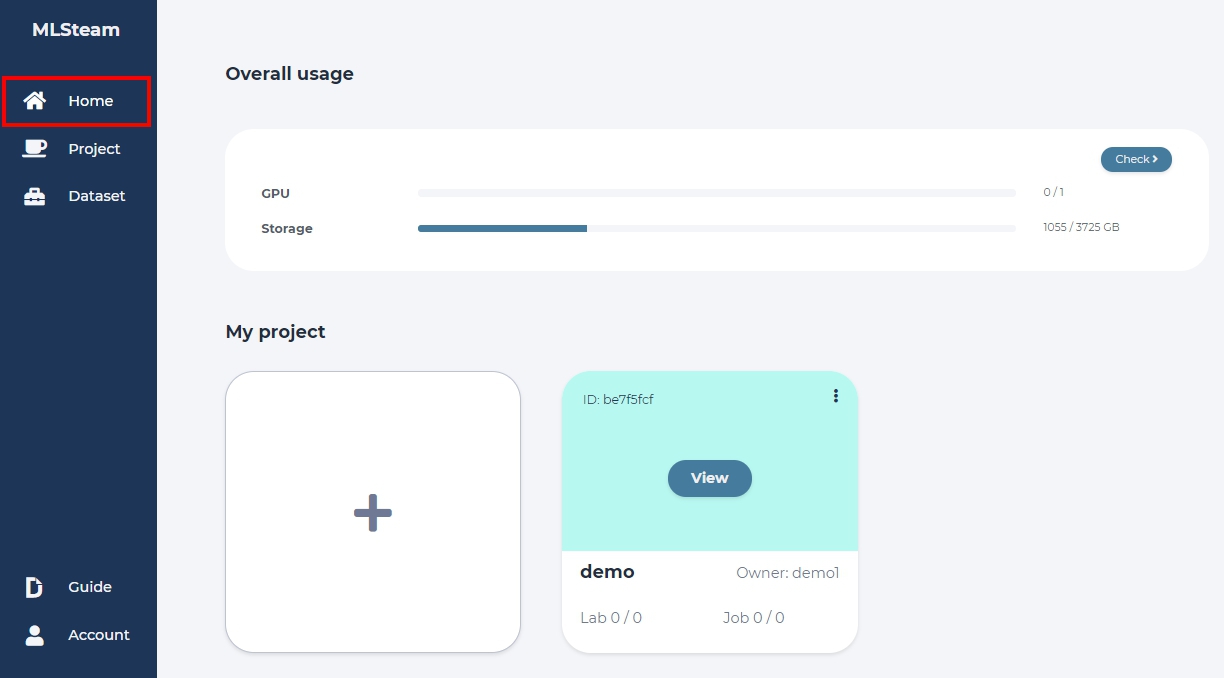 MLSteam
Home
Project
Dataset
Guide
Account
Overall usage
Check
GPU 0 / 1
Storage 1055 / 3725 GB
My project
ID: be7f5fcf
View
demo Owner: demo1
Lab 0 / 0 Job 0 / 0